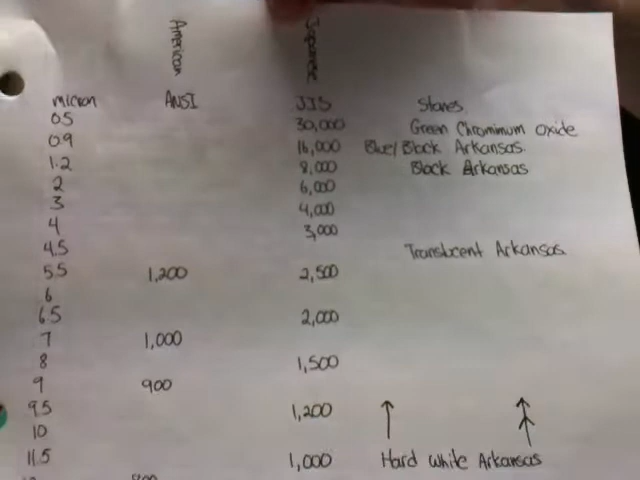 American Japanese
micron ANSI JIS Stones
0.5 30,000 Green Chromimum oxide
0.9 16,000 Blue/Black Arkansas
1.2 8,000 Black Arkansas
2 6,000
3 4,000
4 3,000
4.5 Translucent Arkansas
5.5 1,200 2,500
6
6.5 2,000
7 1,000
8 1,500
9 900
9.5 1,200
10
11.5 1,000 Hard white Arkansas